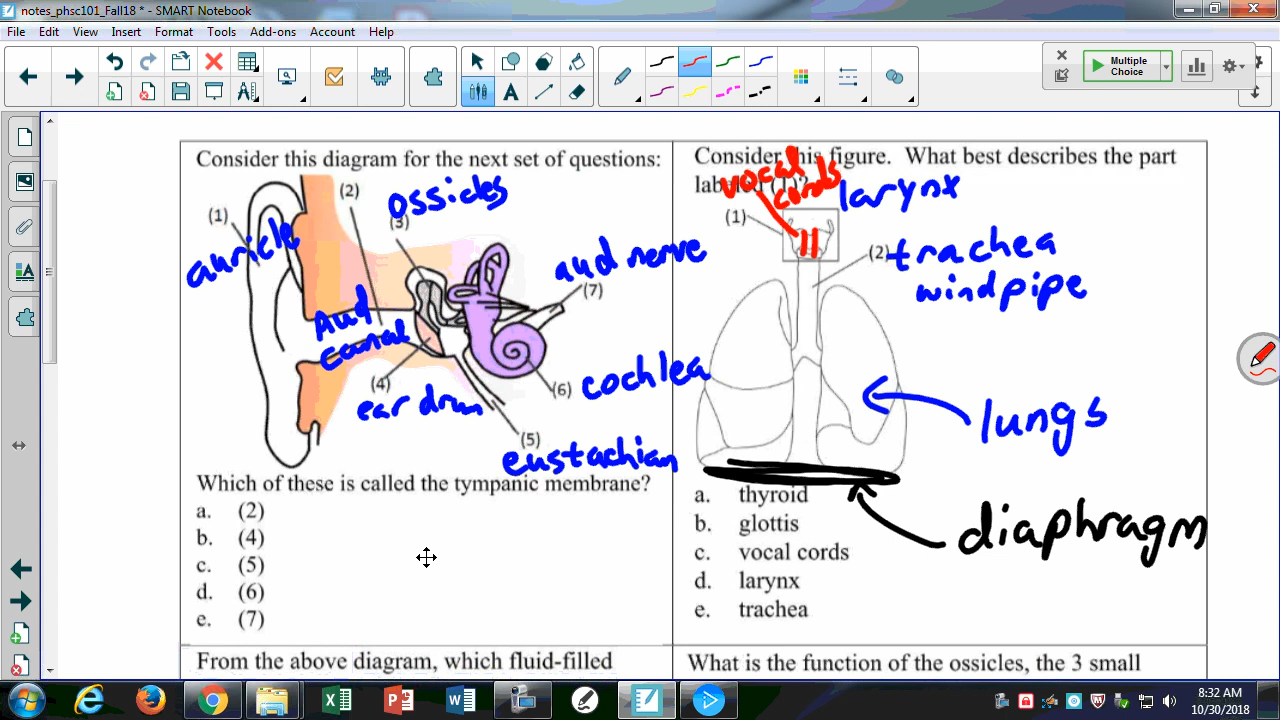 notes_phsc101_Fall18 * - SMART Notebook
File Edit View Insert Format Tools Add-ons Account Help
Multiple
Choice
Consider this diagram for the next set of questions:
(1)
(2)
ossicles
(3)
auricle
aud nerve
(7)
Aud
canal
(4)
ear drum
(6)
cochlea
(5)
eustachian
Which of these is called the tympanic membrane?
a. (2)
b. (4)
c. (5)
d. (6)
e. (7)
From the above diagram, which fluid-filled
Consider this figure. What best describes the part
labeled (1)?
vocal
cords
larynx
(1)
(2)
trachea
windpipe
lungs
diaphragm
a. thyroid
b. glottis
c. vocal cords
d. larynx
e. trachea
What is the function of the ossicles, the 3 small
8:32 AM
10/30/2018